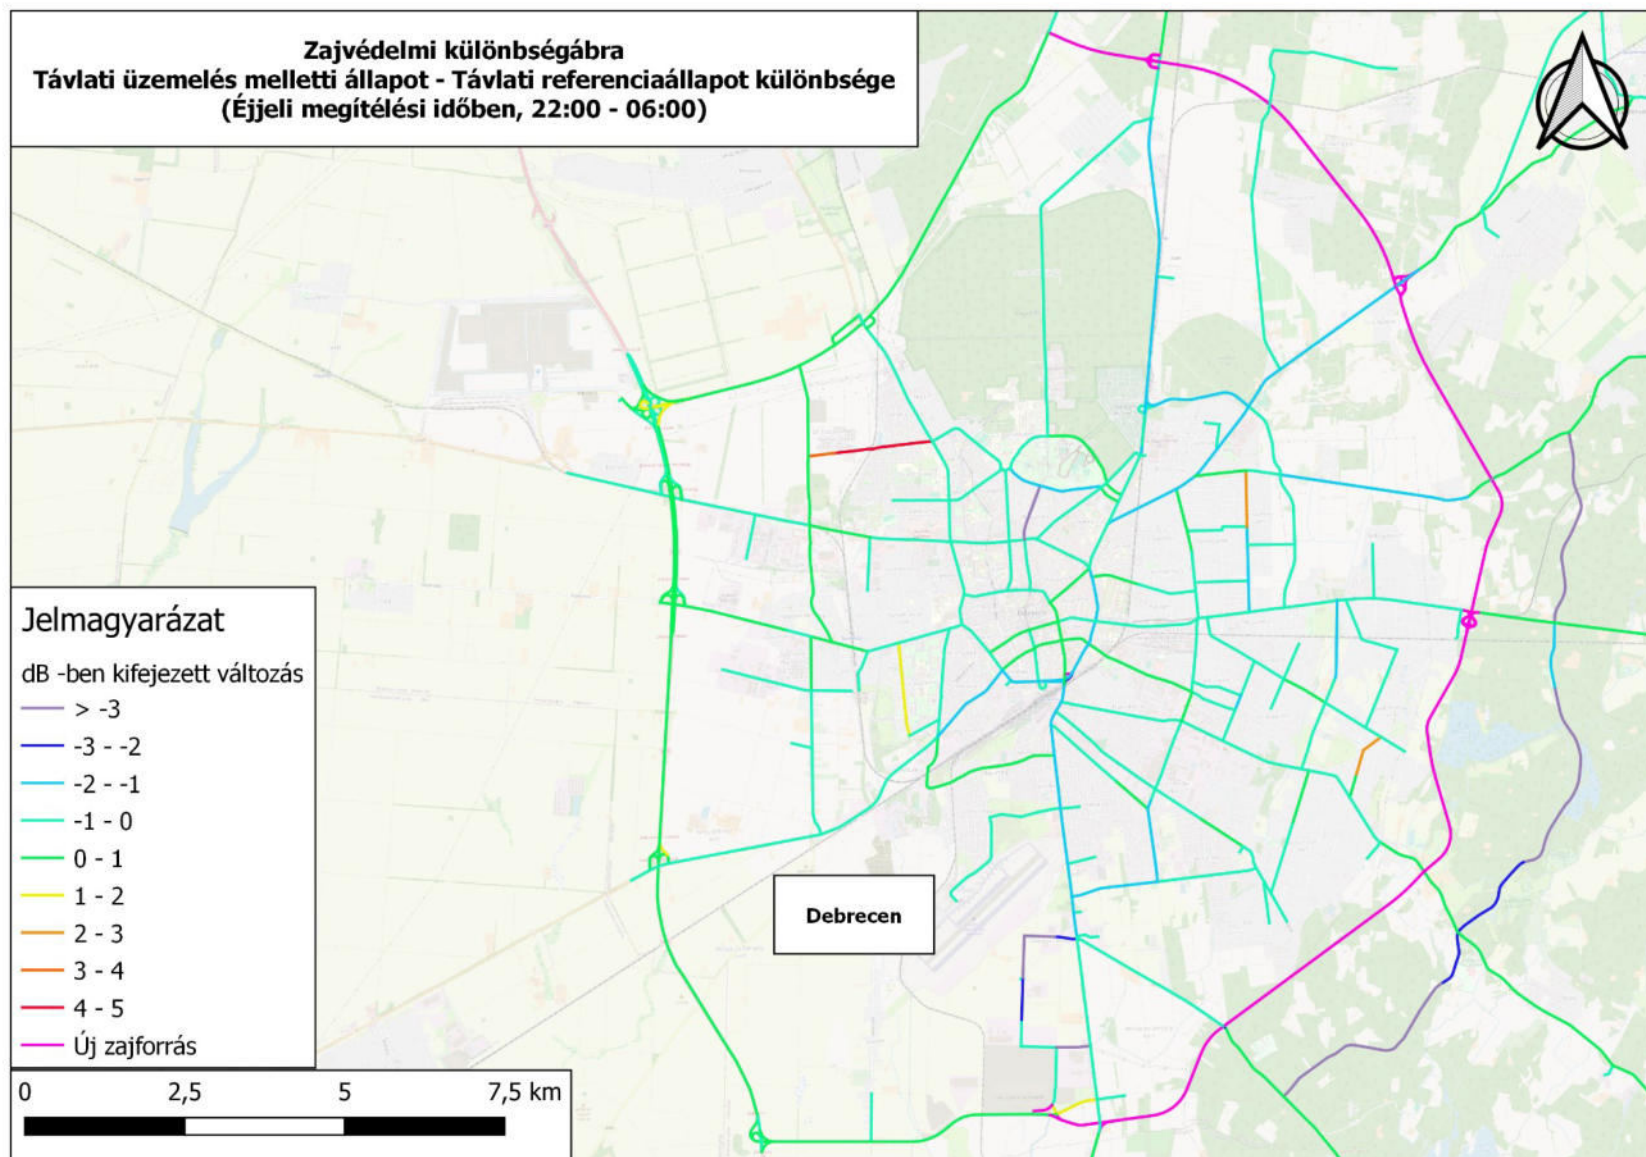 Zajvédelmi különbségábra
Távlati üzemelés melletti állapot - Távlati referenciaállapot különbsége
(Éjjeli megítélési időben, 22:00 - 06:00)
Jelmagyarázat
dB -ben kifejezett változás
> -3
-3 - -2
-2 - -1
-1 - 0
0 - 1
1 - 2
2 - 3
3 - 4
4 - 5
Új zajforrás
Debrecen
0 2,5 5 7,5 km